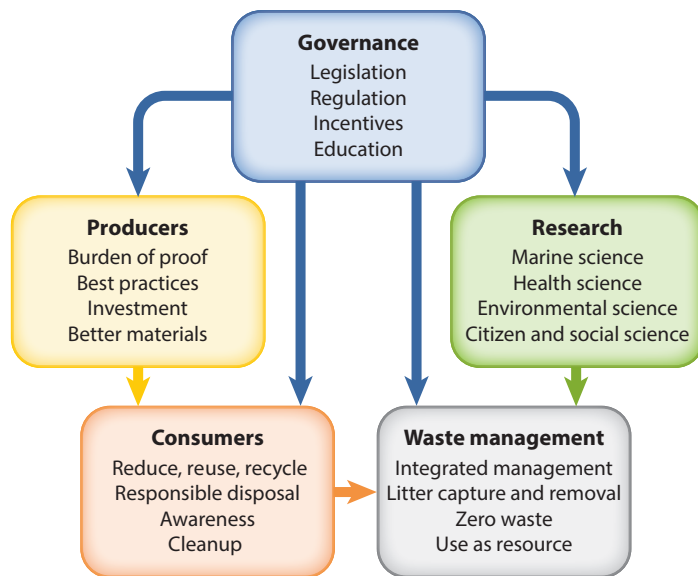 Governance
Legislation
Regulation
Incentives
Education
Producers
Burden of proof
Best practices
Investment
Better materials
Research
Marine science
Health science
Environmental science
Citizen and social science
Consumers
Reduce, reuse, recycle
Responsible disposal
Awareness
Cleanup
Waste management
Integrated management
Litter capture and removal
Zero waste
Use as resource